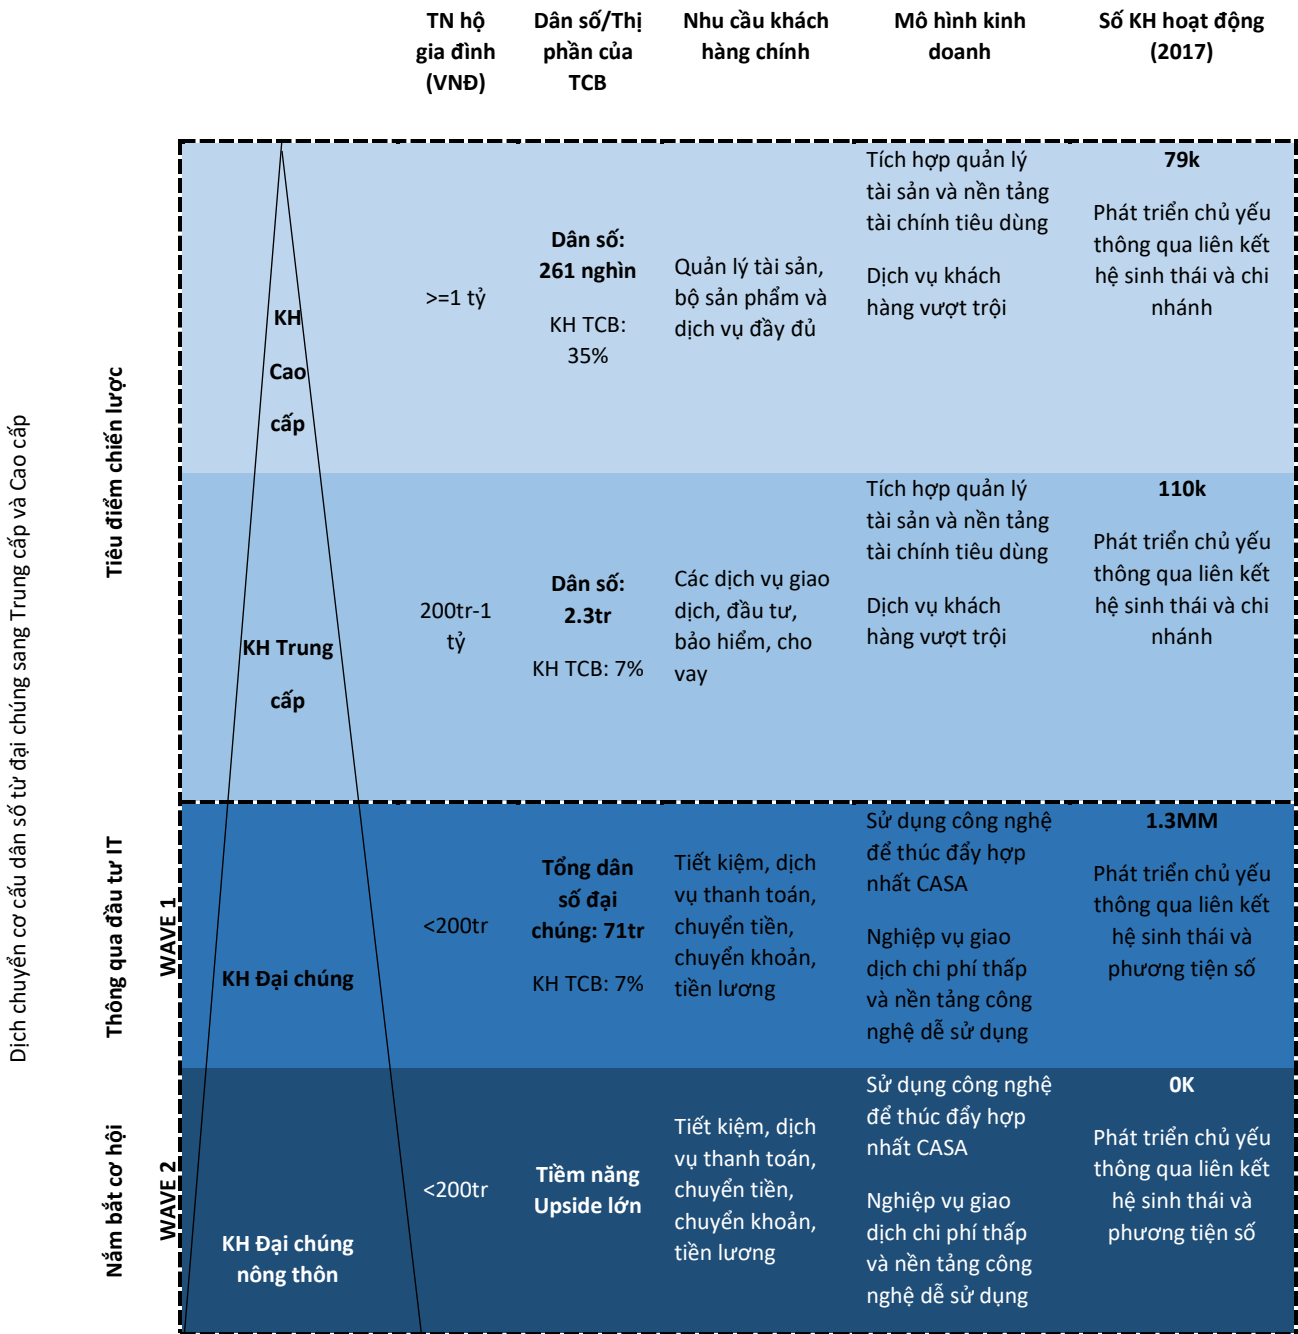 TN hộ
gia đình
(VNĐ)
Dân số/Thị
phần của
TCB
Nhu cầu khách
hàng chính
Mô hình kinh
doanh
Số KH hoạt động
(2017)
Dịch chuyển cơ cấu dân số từ đại chúng sang Trung cấp và Cao cấp
Tiêu điểm chiến lược
KH
Cao
cấp
>=1 tỷ
Dân số:
261 nghìn
KH TCB:
35%
Quản lý tài sản,
bộ sản phẩm và
dịch vụ đầy đủ
Tích hợp quản lý
tài sản và nền tảng
tài chính tiêu dùng
Dịch vụ khách
hàng vượt trội
79k
Phát triển chủ yếu
thông qua liên kết
hệ sinh thái và chi
nhánh
KH Trung
cấp
200tr-1
tỷ
Dân số:
2.3tr
KH TCB: 7%
Các dịch vụ giao
dịch, đầu tư,
bảo hiểm, cho
vay
Tích hợp quản lý
tài sản và nền tảng
tài chính tiêu dùng
Dịch vụ khách
hàng vượt trội
110k
Phát triển chủ yếu
thông qua liên kết
hệ sinh thái và chi
nhánh
Thông qua đầu tư IT
WAVE 1
KH Đại chúng
<200tr
Tổng dân
số đại
chúng: 71tr
KH TCB: 7%
Tiết kiệm, dịch
vụ thanh toán,
chuyển tiền,
chuyển khoản,
tiền lương
Sử dụng công nghệ
để thúc đẩy hợp
nhất CASA
Nghiệp vụ giao
dịch chi phí thấp
và nền tảng công
nghệ dễ sử dụng
1.3MM
Phát triển chủ yếu
thông qua liên kết
hệ sinh thái và
phương tiện số
Nắm bắt cơ hội
WAVE 2
KH Đại chúng
nông thôn
<200tr
Tiềm năng
Upside lớn
Tiết kiệm, dịch
vụ thanh toán,
chuyển tiền,
chuyển khoản,
tiền lương
Sử dụng công nghệ
để thúc đẩy hợp
nhất CASA
Nghiệp vụ giao
dịch chi phí thấp
và nền tảng công
nghệ dễ sử dụng
0K
Phát triển chủ yếu
thông qua liên kết
hệ sinh thái và
phương tiện số